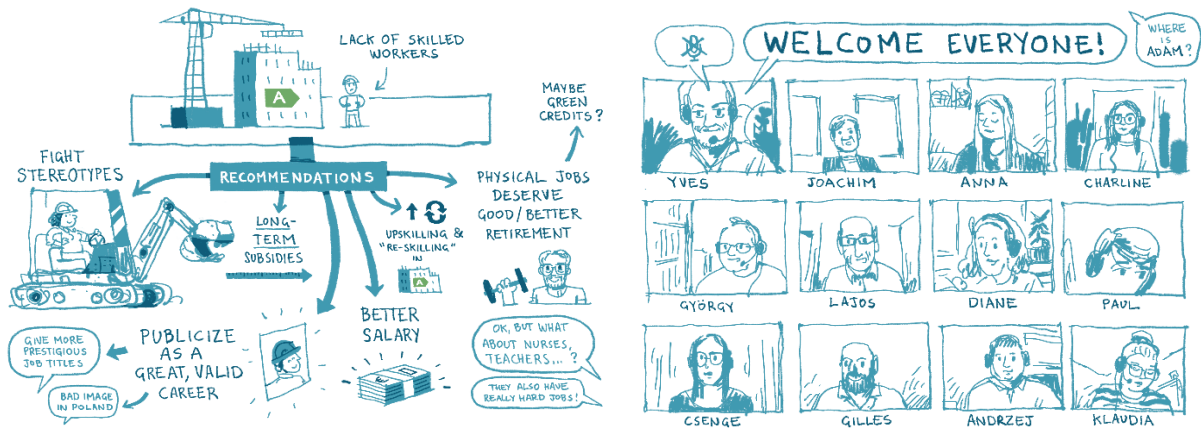 LACK OF SKILLED
WORKERS
A
MAYBE
GREEN
CREDITS?
FIGHT
STEREOTYPES
RECOMMENDATIONS
LONG-
TERM
SUBSIDIES
UPSKILLING &
"RE-SKILLING"
IN
A
PHYSICAL JOBS
DESERVE
GOOD/BETTER
RETIREMENT
BETTER
SALARY
PUBLICIZE
AS A
GREAT, VALID
CAREER
GIVE MORE
PRESTIGIOUS
JOB TITLES
BAD IMAGE
IN POLAND
OK, BUT WHAT
ABOUT NURSES,
TEACHERS... ?
THEY ALSO HAVE
REALLY HARD JOBS!
WELCOME EVERYONE!
WHERE
IS
ADAM?
YVES
JOACHIM
ANNA
CHARLINE
GYÖRGY
LAJOS
DIANE
PAUL
CSENGE
GILLES
ANDRZEJ
KLAUDIA